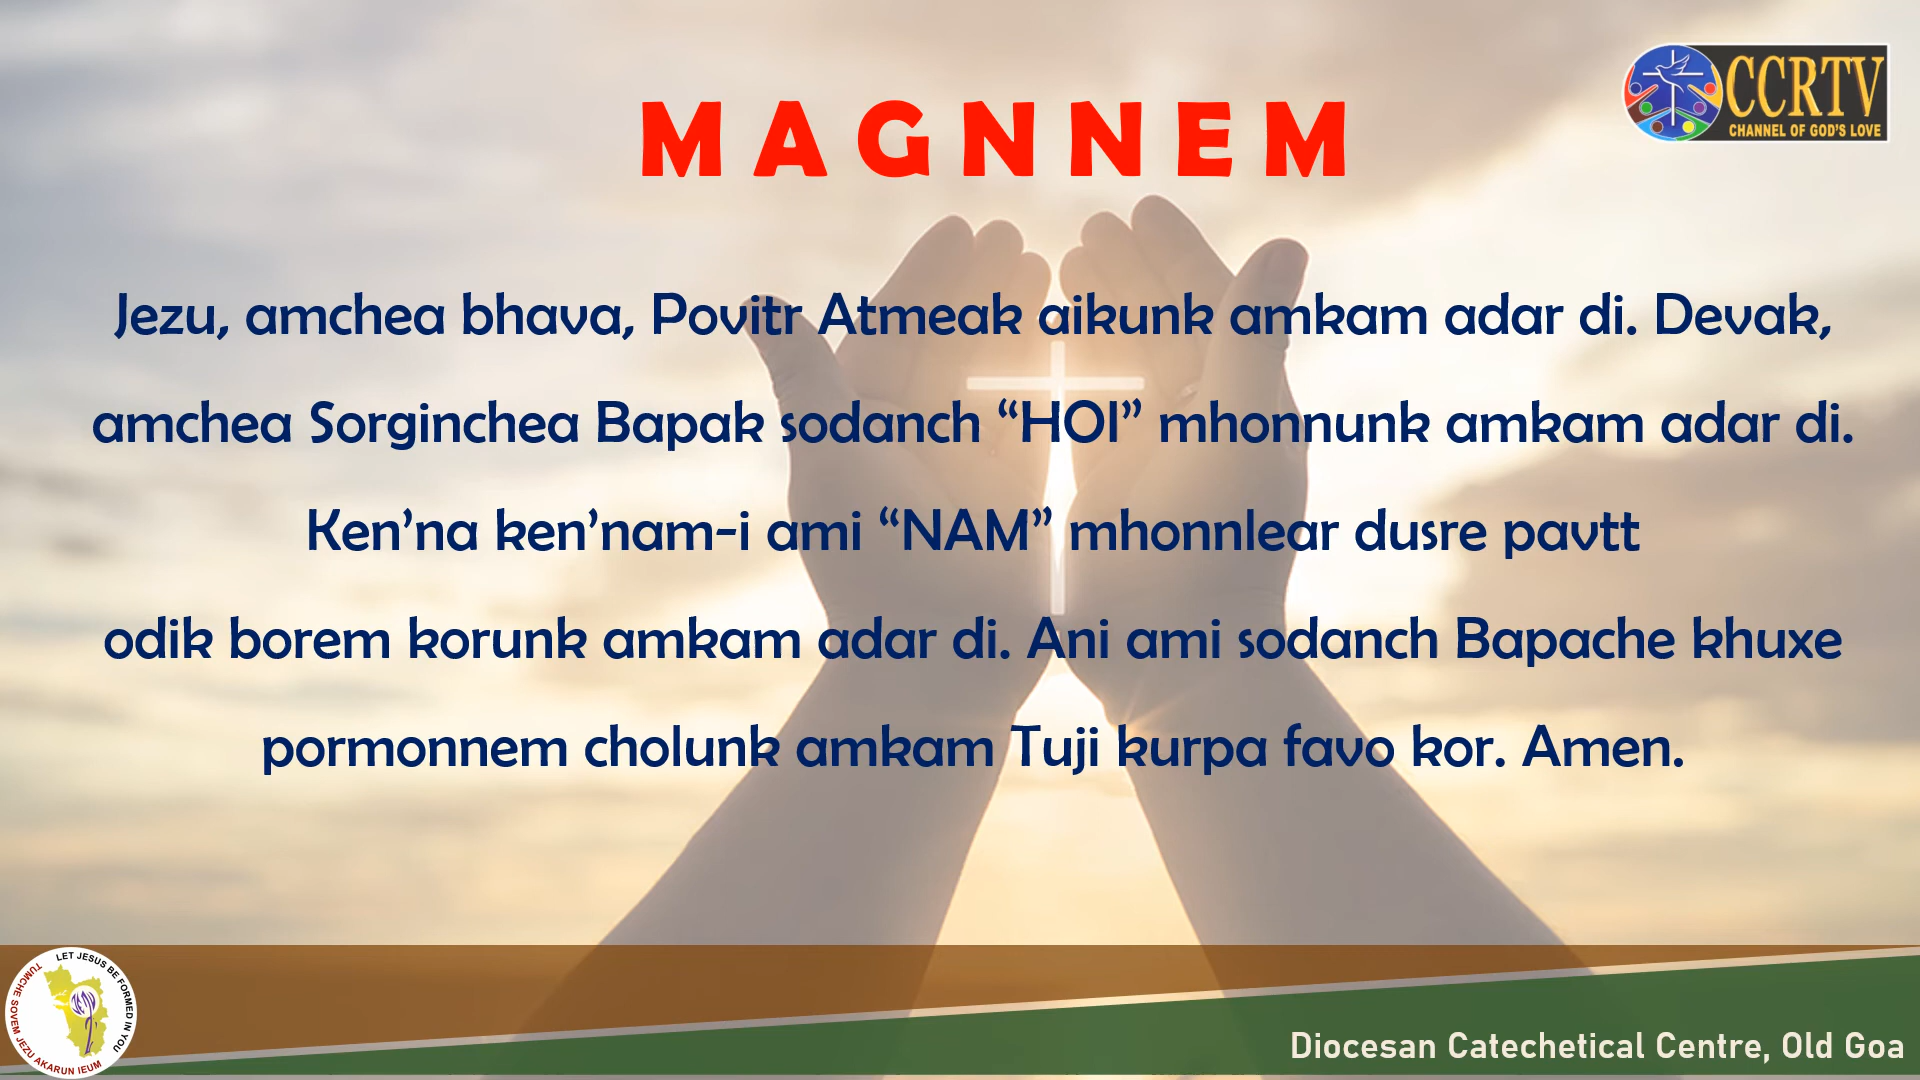 CCRTV
CHANNEL OF GOD'S LOVE
MAGNNEM
Jezu, amchea bhava, Povitr Atmeak aikunk amkam adar di. Devak,
amchea Sorginchea Bapak sodanch “HOI” mhonnunk amkam adar di.
Ken’na ken’nam-i ami “NAM” mhonnlear dusre pavtt
odik borem korunk amkam adar di. Ani ami sodanch Bapache khuxe
pormonnem cholunk amkam Tuji kurpa favo kor. Amen.
LET JESUS BE FORMED IN YOU
TUMCHE SOVEM JEZU AKARUN IEUM
Diocesan Catechetical Centre, Old Goa